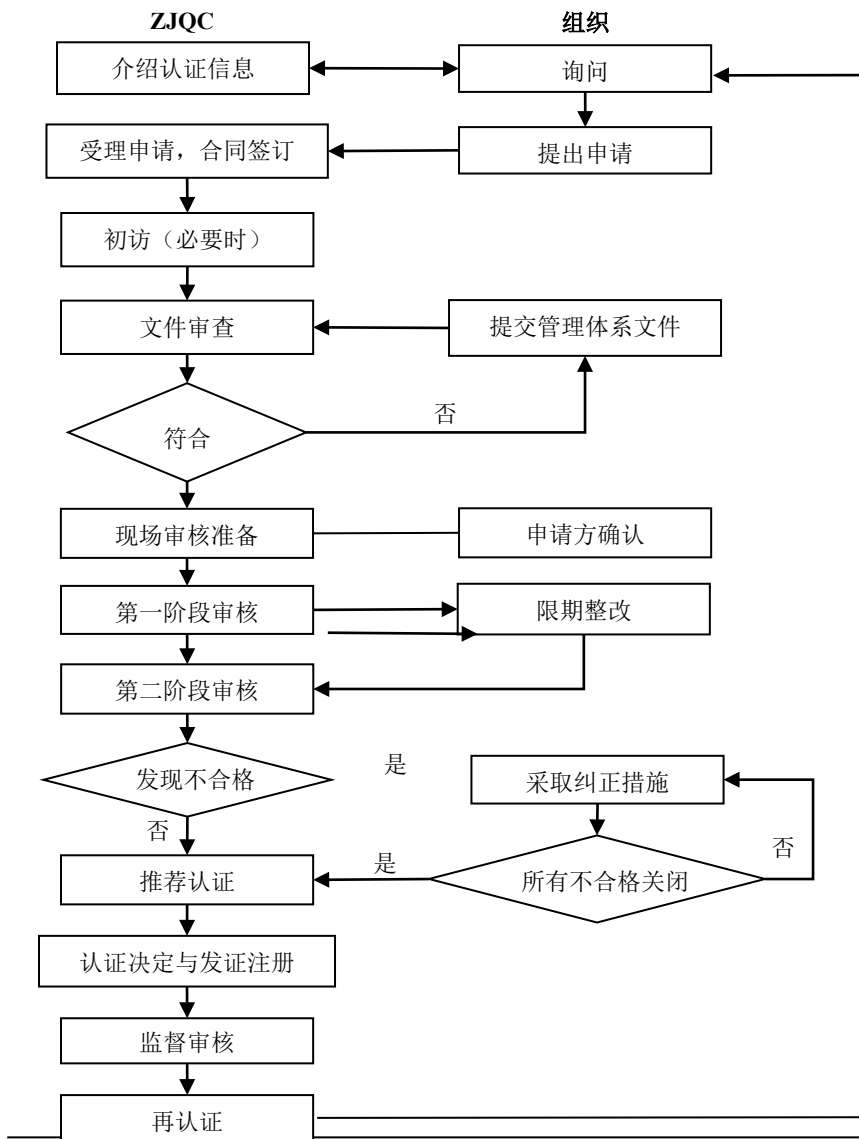 ZJQC 组织
介绍认证信息 询问
受理申请，合同签订 提出申请
初访（必要时）
文件审查 提交管理体系文件
否
符合
现场审核准备 申请方确认
第一阶段审核 限期整改
第二阶段审核
发现不合格 是 采取纠正措施
否 是 否
推荐认证 所有不合格关闭
认证决定与发证注册
监督审核
再认证